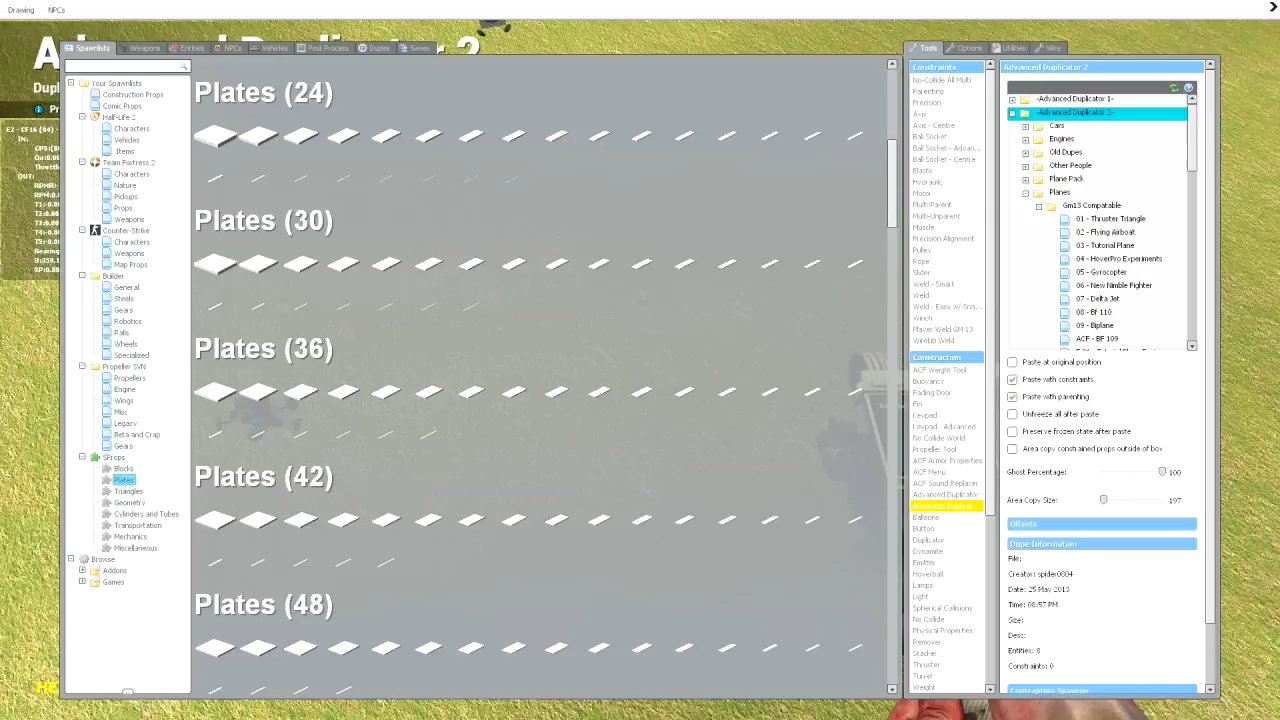 Drawing NPCs
Spawnlists Weapons Entities NPCs Vehicles Post Process Dupes Saves
Your Spawnlists
Construction Props
Comic Props
Half-Life 2
Characters
Vehicles
Items
Team Fortress 2
Characters
Nature
Pickups
Props
Weapons
Counter-Strike
Characters
Weapons
Map Props
Builder
General
Steels
Gears
Robotics
Rails
Wheels
Specialized
Propeller SVN
Propellers
Engine
Wings
Misc
Legacy
Beta and Crap
Gears
SProps
Blocks
Plates
Triangles
Geometry
Cylinders and Tubes
Transportation
Mechanics
Miscellaneous
Browse
Addons
Games
Plates (24)
Plates (30)
Plates (36)
Plates (42)
Plates (48)
Tools Options Utilities Wire
Constraints
No-Collide All Multi
Parenting
Precision
Axis
Axis - Centre
Ball Socket
Ball Socket - Advan...
Ball Socket - Centre
Elastic
Hydraulic
Motor
Multi-Parent
Multi-Unparent
Muscle
Precision Alignment
Pulley
Rope
Slider
Weld - Smart
Weld
Weld - Easy w/ Sna...
Winch
Player Weld GM 13
WireLib Weld
Construction
ACF Weight Tool
Buoyancy
Fading Door
Fin
Keypad
Keypad - Advanced
No Collide World
Propeller Tool
ACF Armor Properties
ACF Menu
ACF Sound Replacer
Advanced Duplicator
Advanced Duplicat...
Balloons
Button
Duplicator
Dynamite
Emitter
Hoverball
Lamps
Light
Spherical Collisions
No Collide
Physical Properties
Remover
Stacker
Thruster
Turret
Weight
Advanced Duplicator 2
-Advanced Duplicator 1-
-Advanced Duplicator 2-
Cars
Engines
Old Dupes
Other People
Plane Pack
Planes
Gm13 Compatable
01 - Thruster Triangle
02 - Flying Airboat
03 - Tutorial Plane
04 - HoverPro Experiments
05 - Gyrocopter
06 - New Nimble Fighter
07 - Delta Jet
08 - Bf 110
09 - Biplane
ACF - BF 109
Paste at original position
Paste with constraints
Paste with parenting
Unfreeze all after paste
Preserve frozen state after paste
Area copy constrained props outside of box
Ghost Percentage: 100
Area Copy Size: 197
Offsets
Dupe Information
File:
Creator: spider0804
Date: 25 May 2013
Time: 08:57 PM
Size:
Desc:
Entities: 8
Constraints: 0
Contraption Spawner